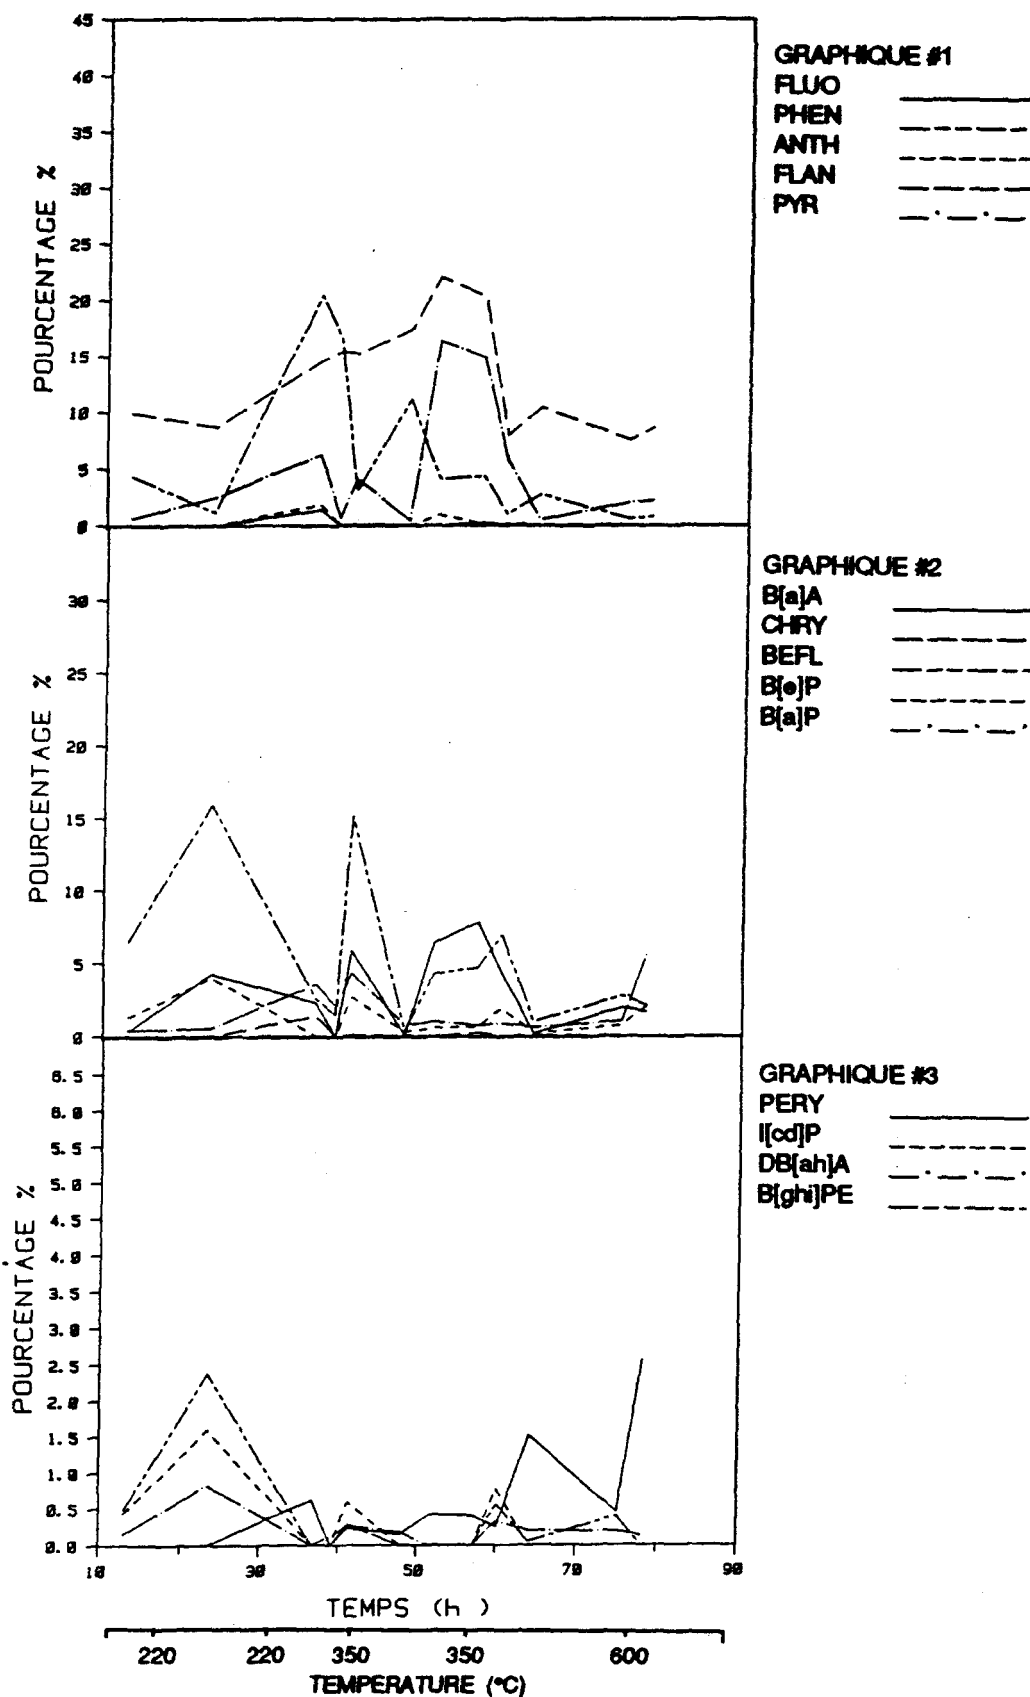 45
40
35
30
25
20
15
10
5
0
POURCENTAGE %
GRAPHIQUE #1
FLUO
PHEN
ANTH
FLAN
PYR
30
25
20
15
10
5
0
POURCENTAGE %
GRAPHIQUE #2
B[a]A
CHRY
BEFL
B[e]P
B[a]P
6.5
6.0
5.5
5.0
4.5
4.0
3.5
3.0
2.5
2.0
1.5
1.0
0.5
0.0
POURCENTAGE %
GRAPHIQUE #3
PERY
I[cd]P
DB[ah]A
B[ghi]PE
10 30 50 70 90
TEMPS (h )
220 220 350 350 600
TEMPERATURE (°C)